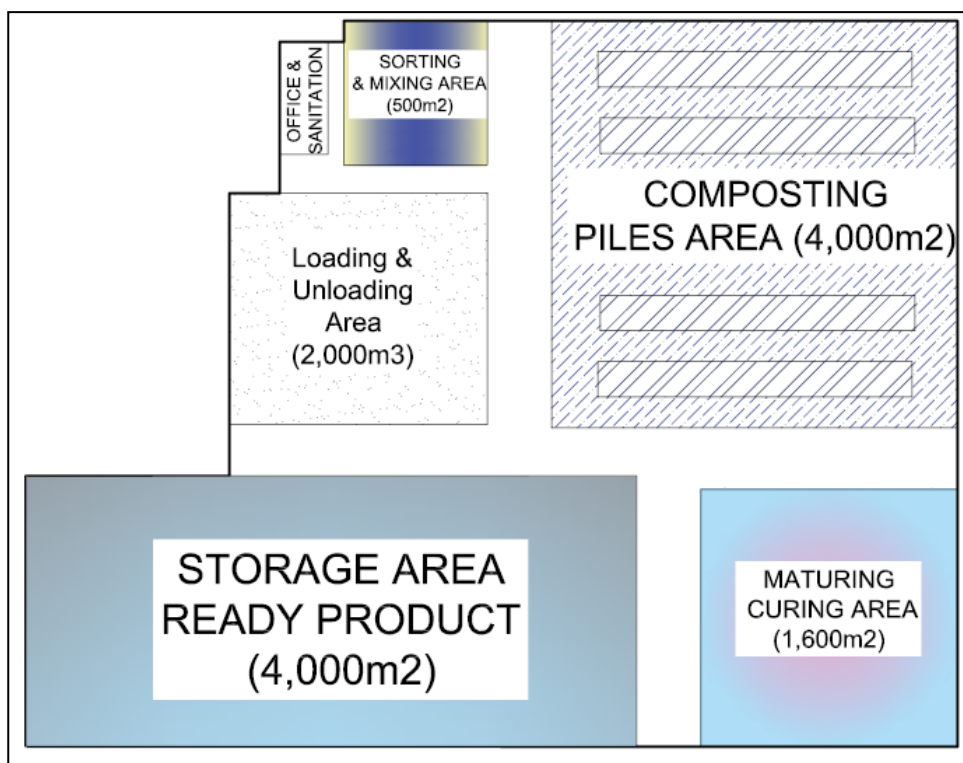 OFFICE &
SANITATION
SORTING
& MIXING AREA
(500m2)
COMPOSTING
PILES AREA (4,000m2)
Loading &
Unloading
Area
(2,000m3)
STORAGE AREA
READY PRODUCT
(4,000m2)
MATURING
CURING AREA
(1,600m2)